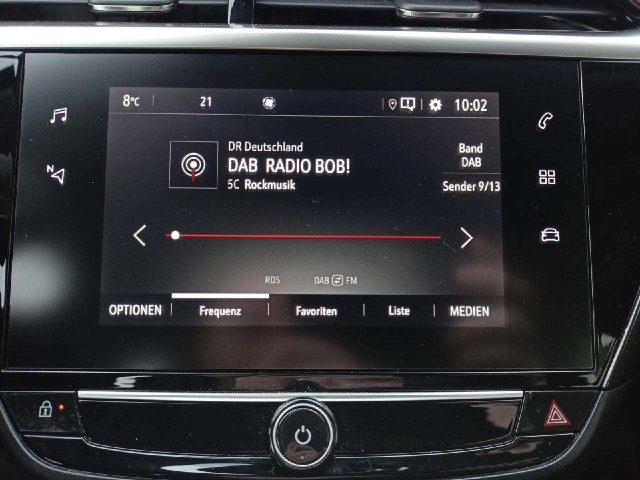 8°C 21 10:02
DR Deutschland
DAB RADIO BOB!
5C Rockmusik
Band
DAB
Sender 9/13
N
RDS DAB FM
OPTIONEN Frequenz Favoriten Liste MEDIEN